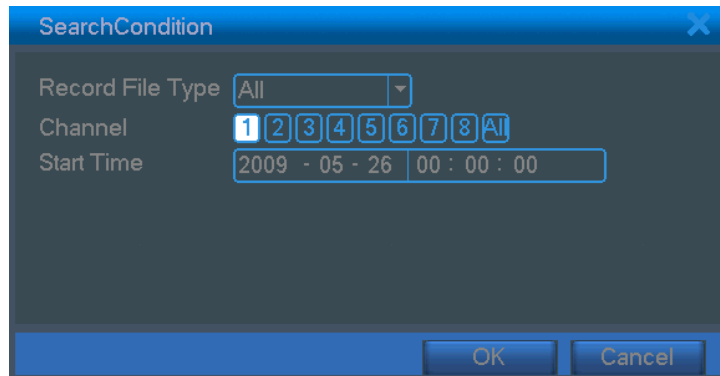 SearchCondition
Record File Type All
Channel 1 2 3 4 5 6 7 8 All
Start Time 2009 - 05 - 26 00 : 00 : 00
OK Cancel